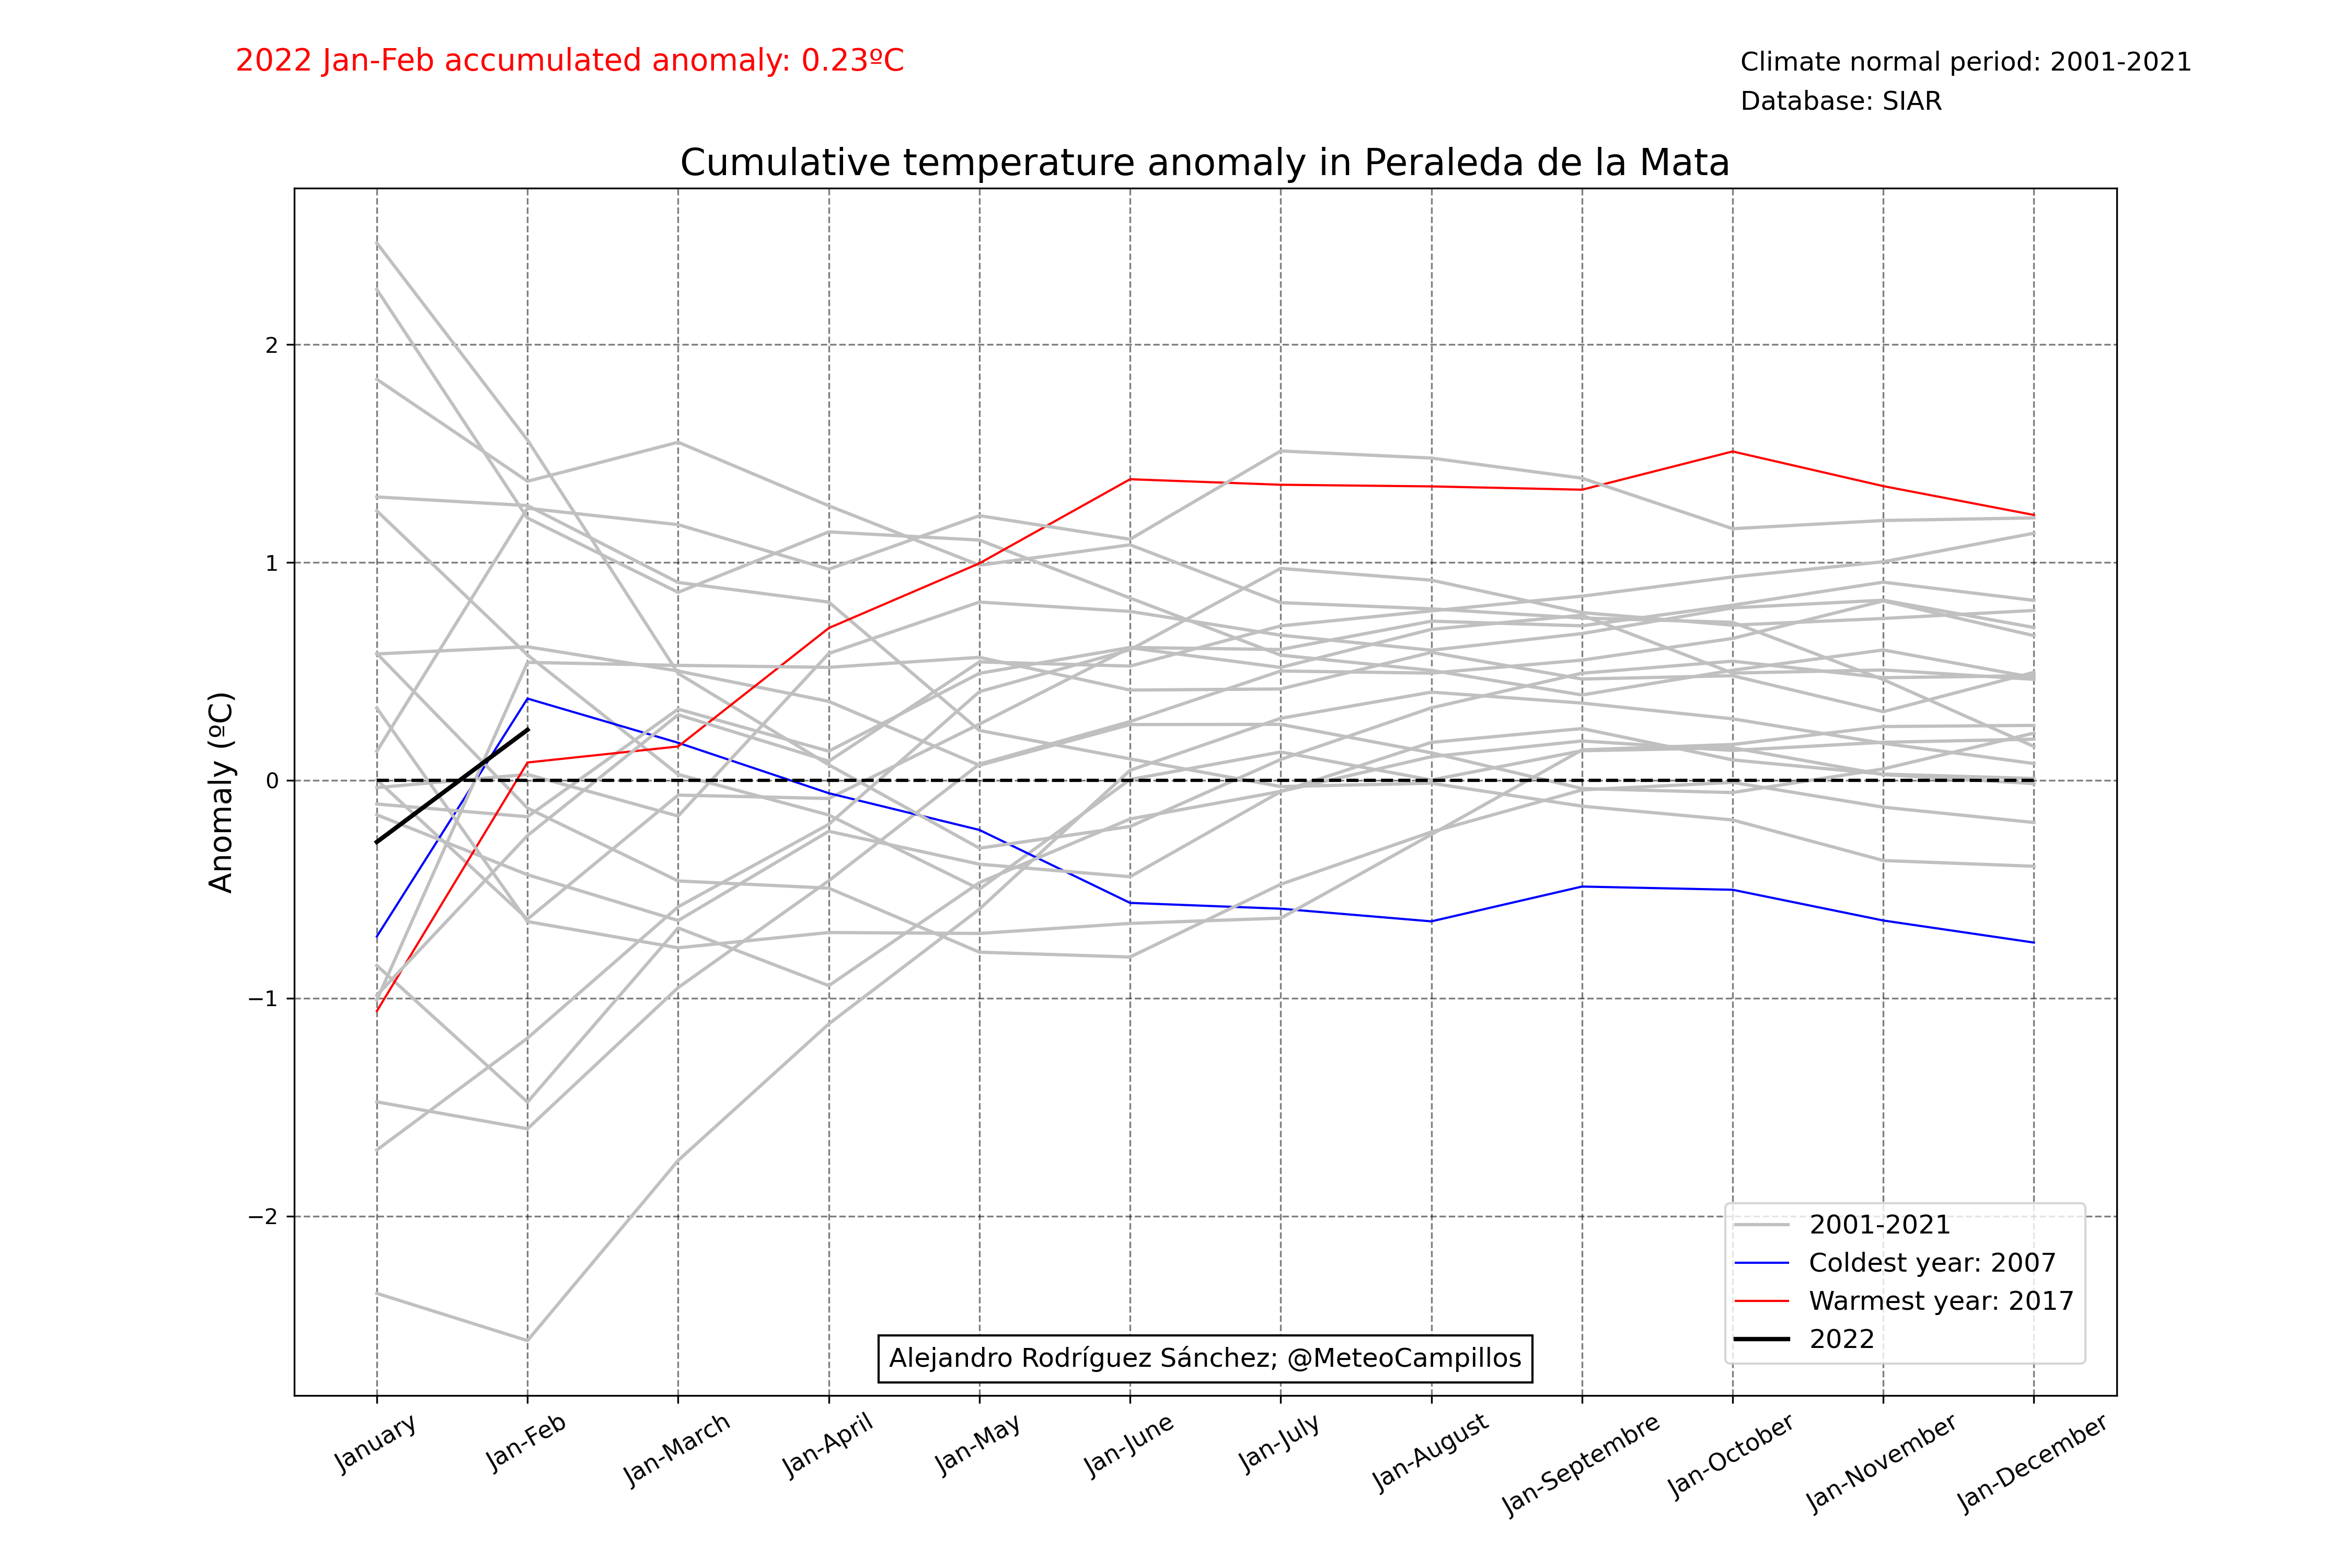 2022 Jan-Feb accumulated anomaly: 0.23ºC
Climate normal period: 2001-2021
Database: SIAR
Cumulative temperature anomaly in Peraleda de la Mata
Anomaly (ºC)
2
1
0
−1
−2
2001-2021
Coldest year: 2007
Warmest year: 2017
2022
Alejandro Rodríguez Sánchez; @MeteoCampillos
January
Jan-Feb
Jan-March
Jan-April
Jan-May
Jan-June
Jan-July
Jan-August
Jan-Septembre
Jan-October
Jan-November
Jan-December